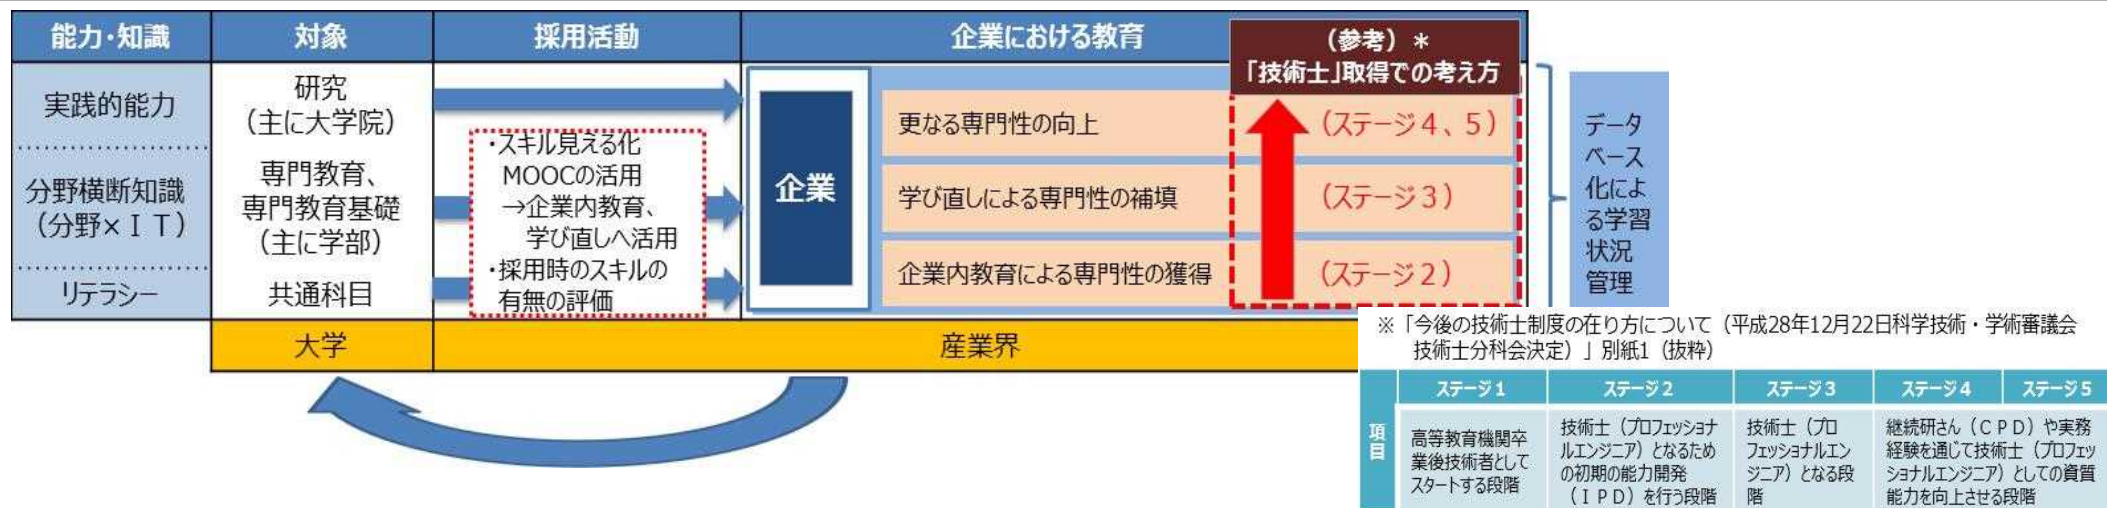 能力・知識
対象
採用活動
企業における教育
（参考）＊
「技術士」取得での考え方
実践的能力
分野横断知識
（分野×ＩＴ）
リテラシー
研究
（主に大学院）
専門教育、
専門教育基礎
（主に学部）
共通科目
・スキル見える化
MOOCの活用
→企業内教育、
学び直しへ活用
・採用時のスキルの
有無の評価
企業
更なる専門性の向上
（ステージ４、５）
学び直しによる専門性の補填
（ステージ３）
企業内教育による専門性の獲得
（ステージ２）
データ
ベース
化によ
る学習
状況
管理
大学
産業界
※「今後の技術士制度の在り方について（平成28年12月22日科学技術・学術審議会
技術士分科会決定）」別紙1（抜粋）
ステージ１
ステージ２
ステージ３
ステージ４
ステージ５
項
目
高等教育機関卒
業後技術者として
スタートする段階
技術士（プロフェッショナ
ルエンジニア）となるため
の初期の能力開発
（ＩＰＤ）を行う段階
技術士（プロ
フェッショナルエン
ジニア）となる段
階
継続研さん（ＣＰＤ）や実務
経験を通じて技術士（プロフェッ
ショナルエンジニア）としての資質
能力を向上させる段階